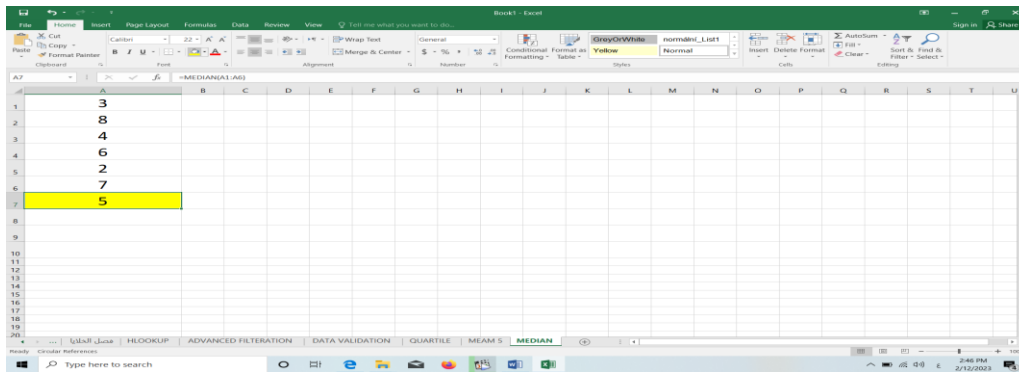 Book1 - Excel
File Home Insert Page Layout Formulas Data Review View Tell me what you want to do... Sign in Share
Cut
Copy
Format Painter
Paste
Calibri 22
B I U
Wrap Text
Merge & Center
General
$ - % ,
Conditional Formatting
Format as Table
GreyOrWhite normální_List1
Yellow Normal
Insert Delete Format
AutoSum
Fill
Clear
Sort & Filter
Find & Select
Clipboard Font Alignment Number Styles Cells Editing
A7 fx =MEDIAN(A1:A6)
A B C D E F G H I J K L M N O P Q R S T U
1 3
2 8
3 4
4 6
5 2
6 7
7 5
8
9
10
11
12
13
14
15
16
17
18
19
20
... فصل الخلايا HLOOKUP ADVANCED FILTERATION DATA VALIDATION QUARTILE MEAM 5 MEDIAN
Ready Circular References
Type here to search
ع 2:46 PM
2/12/2023